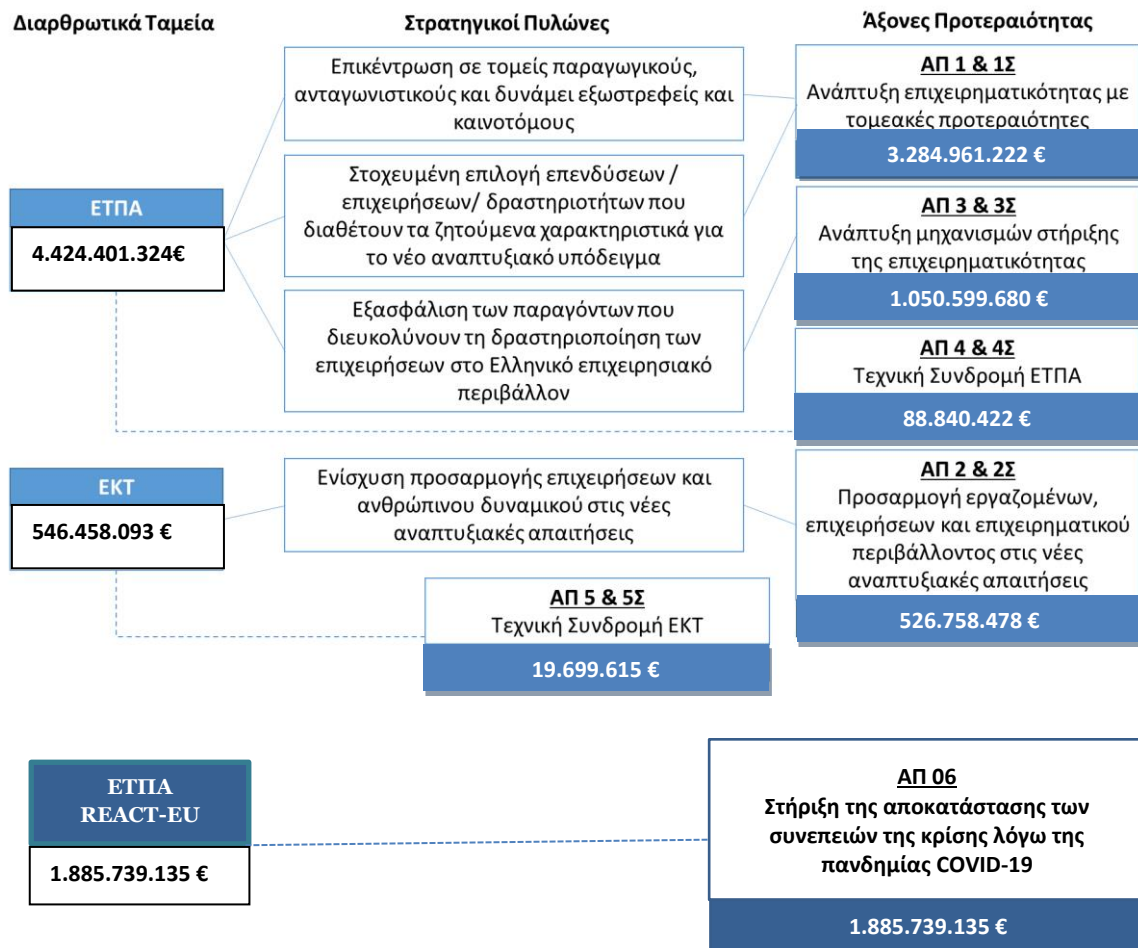 Διαρθρωτικά Ταμεία
Στρατηγικοί Πυλώνες
Άξονες Προτεραιότητας
Επικέντρωση σε τομείς παραγωγικούς,
ανταγωνιστικούς και δυνάμει εξωστρεφείς και
καινοτόμους
ΑΠ 1 & 1Σ
Ανάπτυξη επιχειρηματικότητας με
τομεακές προτεραιότητες
3.284.961.222 €
ΕΤΠΑ
4.424.401.324€
Στοχευμένη επιλογή επενδύσεων /
επιχειρήσεων/ δραστηριοτήτων που
διαθέτουν τα ζητούμενα χαρακτηριστικά για
το νέο αναπτυξιακό υπόδειγμα
ΑΠ 3 & 3Σ
Ανάπτυξη μηχανισμών στήριξης
της επιχειρηματικότητας
1.050.599.680 €
Εξασφάλιση των παραγόντων που
διευκολύνουν τη δραστηριοποίηση των
επιχειρήσεων στο Ελληνικό επιχειρησιακό
περιβάλλον
ΑΠ 4 & 4Σ
Τεχνική Συνδρομή ΕΤΠΑ
88.840.422 €
ΕΚΤ
546.458.093 €
Ενίσχυση προσαρμογής επιχειρήσεων και
ανθρώπινου δυναμικού στις νέες
αναπτυξιακές απαιτήσεις
ΑΠ 2 & 2Σ
Προσαρμογή εργαζομένων,
επιχειρήσεων και επιχειρηματικού
περιβάλλοντος στις νέες
αναπτυξιακές απαιτήσεις
526.758.478 €
ΑΠ 5 & 5Σ
Τεχνική Συνδρομή ΕΚΤ
19.699.615 €
ΕΤΠΑ
REACT-EU
1.885.739.135 €
ΑΠ 06
Στήριξη της αποκατάστασης των
συνεπειών της κρίσης λόγω της
πανδημίας COVID-19
1.885.739.135 €